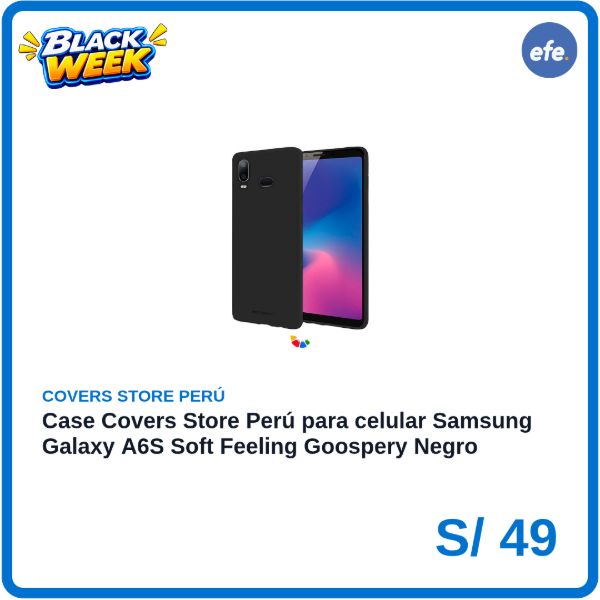 BLACK
WEEK
efe.
COVERS STORE PERÚ
Case Covers Store Perú para celular Samsung
Galaxy A6S Soft Feeling Goospery Negro
S/ 49